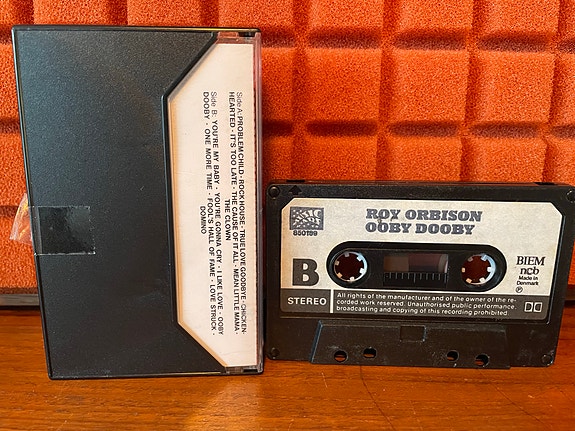 Side A: PROBLEM CHILD - ROCKHOUSE - TRUE LOVE GOODBYE - CHICKEN-
HEARTED - IT'S TOO LATE - THE CAUSE OF IT ALL - MEAN LITTLE MAMA -
THE CLOWN
Side B: YOU'RE MY BABY - YOU'RE GONNA CRY - I LIKE LOVE - OOBY
DOOBY - ONE MORE TIME - FOOL'S HALL OF FAME - LOVE STRUCK -
DOMINO
850199
ROY ORBISON
OOBY DOOBY
B
STEREO
BIEM
ncb
Made in
Denmark
℗
All rights of the manufacturer and of the owner of the re-
corded work reserved. Unauthorised public performance,
broadcasting and copying of this recording prohibited.